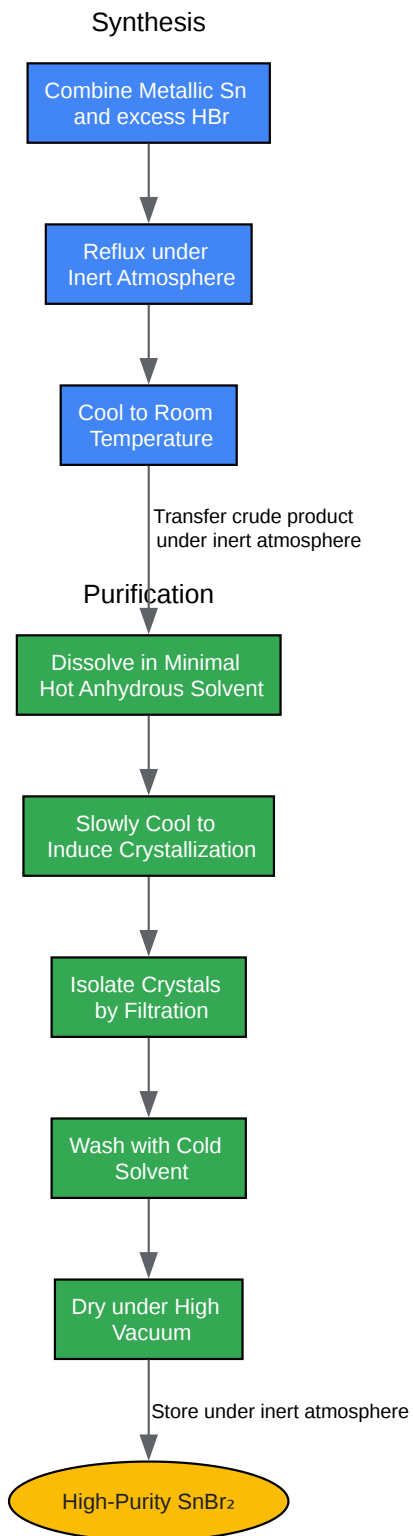 Synthesis
Combine Metallic Sn
and excess HBr
Reflux under
Inert Atmosphere
Cool to Room
Temperature
Transfer crude product
under inert atmosphere
Purification
Dissolve in Minimal
Hot Anhydrous Solvent
Slowly Cool to
Induce Crystallization
Isolate Crystals
by Filtration
Wash with Cold
Solvent
Dry under High
Vacuum
Store under inert atmosphere
High-Purity SnBr₂